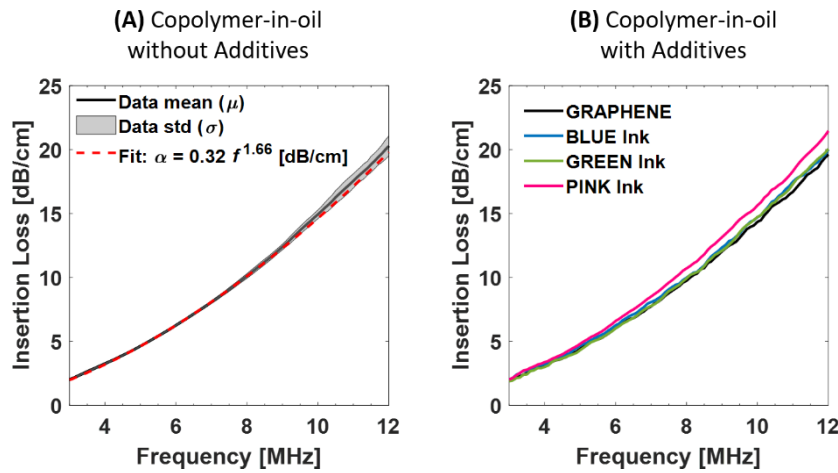 (A) Copolymer-in-oil
without Additives
25
20
15
10
5
0
4
6
8
10
12
Insertion Loss [dB/cm]
Frequency [MHz]
Data mean (μ)
Data std (σ)
Fit: α = 0.32 f^1.66 [dB/cm]
(B) Copolymer-in-oil
with Additives
25
20
15
10
5
0
4
6
8
10
12
Insertion Loss [dB/cm]
Frequency [MHz]
GRAPHENE
BLUE Ink
GREEN Ink
PINK Ink